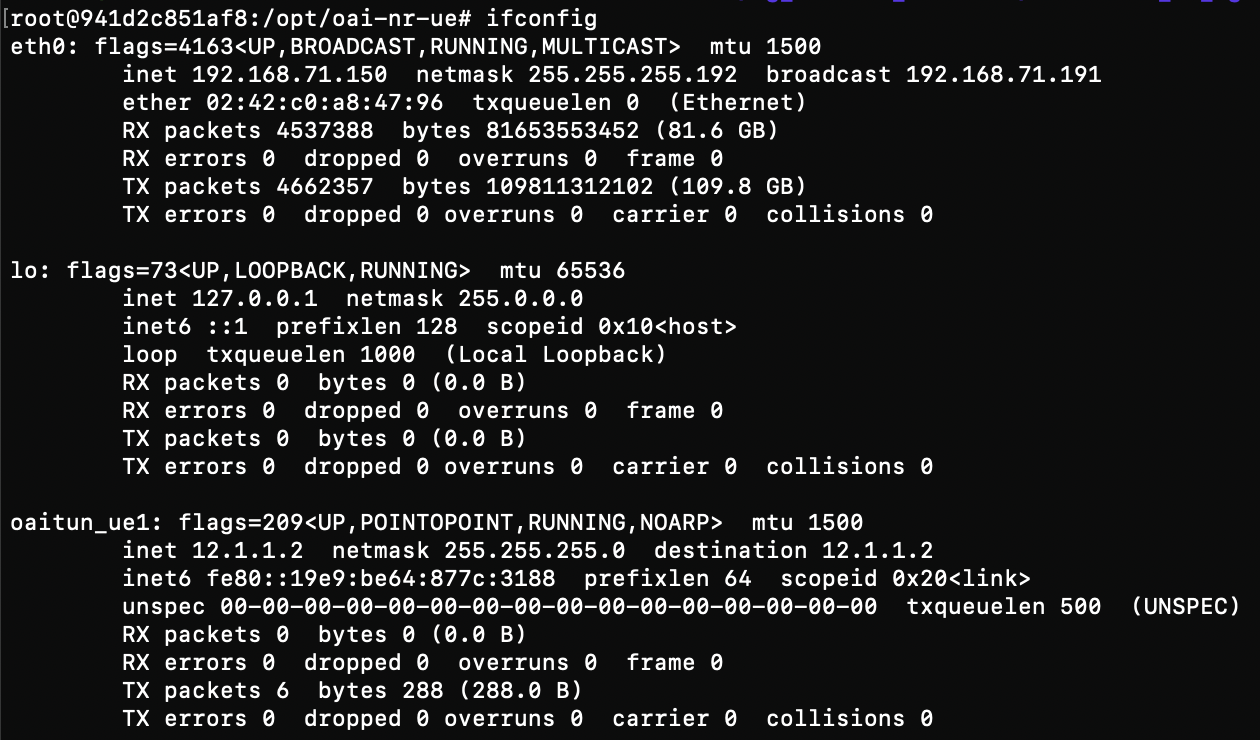 [root@941d2c851af8:/opt/oai-nr-ue# ifconfig
eth0: flags=4163<UP,BROADCAST,RUNNING,MULTICAST>  mtu 1500
        inet 192.168.71.150  netmask 255.255.255.192  broadcast 192.168.71.191
        ether 02:42:c0:a8:47:96  txqueuelen 0  (Ethernet)
        RX packets 4537388  bytes 81653553452 (81.6 GB)
        RX errors 0  dropped 0  overruns 0  frame 0
        TX packets 4662357  bytes 109811312102 (109.8 GB)
        TX errors 0  dropped 0 overruns 0  carrier 0  collisions 0

lo: flags=73<UP,LOOPBACK,RUNNING>  mtu 65536
        inet 127.0.0.1  netmask 255.0.0.0
        inet6 ::1  prefixlen 128  scopeid 0x10<host>
        loop  txqueuelen 1000  (Local Loopback)
        RX packets 0  bytes 0 (0.0 B)
        RX errors 0  dropped 0  overruns 0  frame 0
        TX packets 0  bytes 0 (0.0 B)
        TX errors 0  dropped 0 overruns 0  carrier 0  collisions 0

oaitun_ue1: flags=209<UP,POINTOPOINT,RUNNING,NOARP>  mtu 1500
        inet 12.1.1.2  netmask 255.255.255.0  destination 12.1.1.2
        inet6 fe80::19e9:be64:877c:3188  prefixlen 64  scopeid 0x20<link>
        unspec 00-00-00-00-00-00-00-00-00-00-00-00-00-00-00-00  txqueuelen 500  (UNSPEC)
        RX packets 0  bytes 0 (0.0 B)
        RX errors 0  dropped 0  overruns 0  frame 0
        TX packets 6  bytes 288 (288.0 B)
        TX errors 0  dropped 0 overruns 0  carrier 0  collisions 0